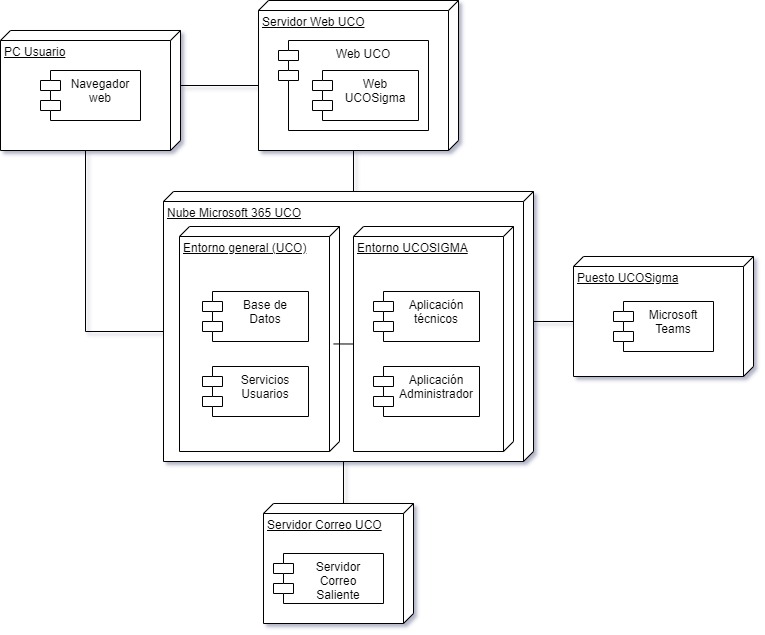 PC Usuario
Navegador
web
Servidor Web UCO
Web UCO
Web
UCOSigma
Nube Microsoft 365 UCO
Entorno general (UCO)
Base de
Datos
Servicios
Usuarios
Entorno UCOSIGMA
Aplicación
técnicos
Aplicación
Administrador
Puesto UCOSigma
Microsoft
Teams
Servidor Correo UCO
Servidor
Correo
Saliente